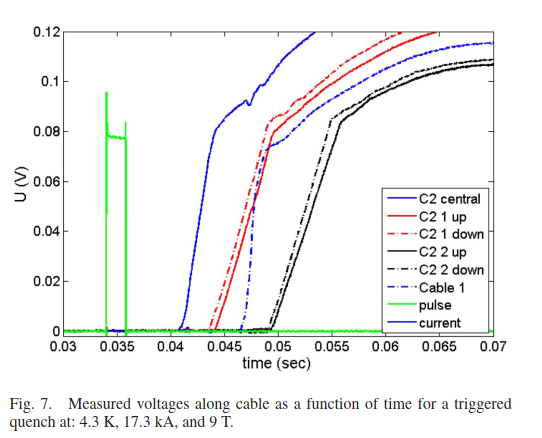 0.12
0.1
0.08
0.06
0.04
0.02
0
U (V)
0.03 0.035 0.04 0.045 0.05 0.055 0.06 0.065 0.07
time (sec)
C2 central
C2 1 up
C2 1 down
C2 2 up
C2 2 down
Cable 1
pulse
current
Fig. 7. Measured voltages along cable as a function of time for a triggered
quench at: 4.3 K, 17.3 kA, and 9 T.